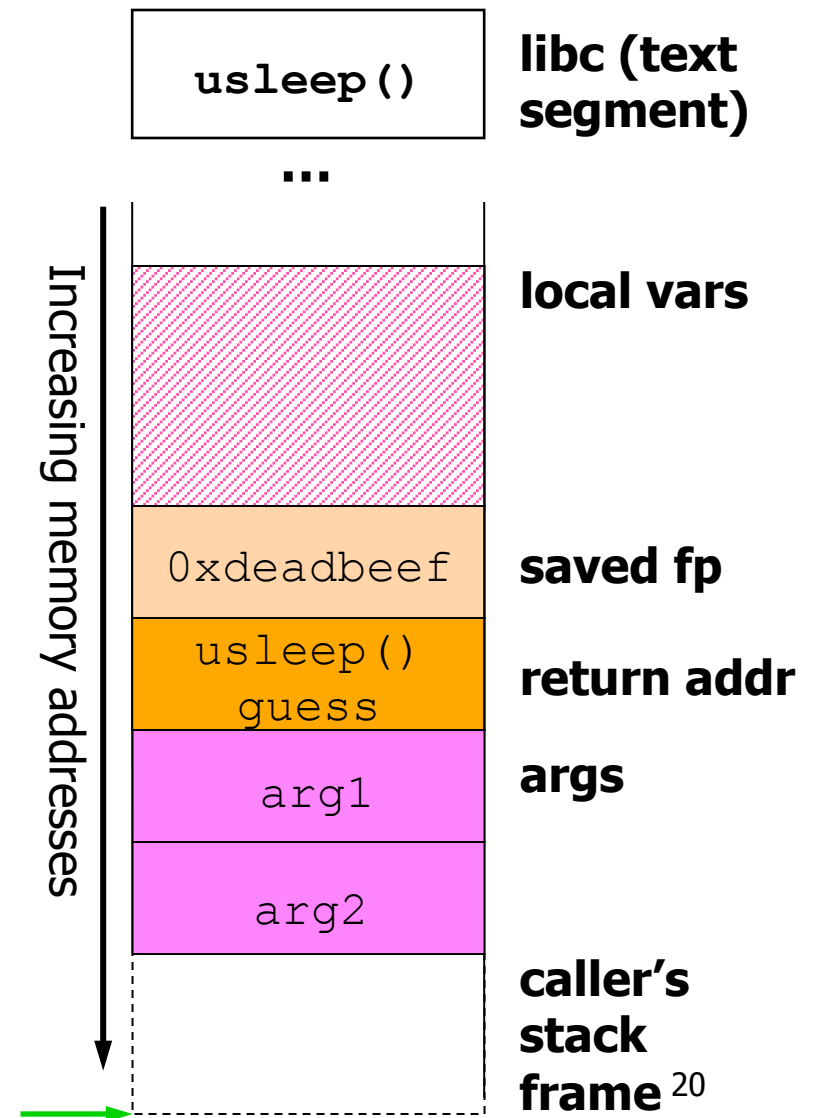 usleep()
libc (text
segment)
...
Increasing memory addresses
local vars
0xdeadbeef
saved fp
usleep()
guess
return addr
arg1
args
arg2
caller’s
stack
frame 20